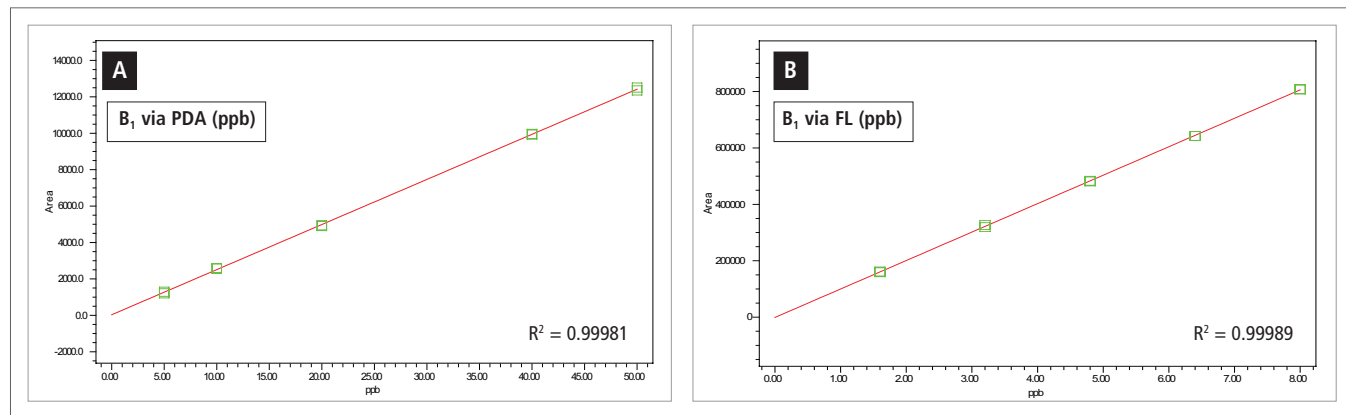 A
B₁ via PDA (ppb)
14000.0
12000.0
10000.0
8000.0
6000.0
4000.0
2000.0
0.0
-2000.0
Area
R² = 0.99981
0.00 5.00 10.00 15.00 20.00 25.00 30.00 35.00 40.00 45.00 50.00
ppb
B
B₁ via FL (ppb)
800000
600000
400000
200000
0
Area
R² = 0.99989
0.00 1.00 2.00 3.00 4.00 5.00 6.00 7.00 8.00
ppb